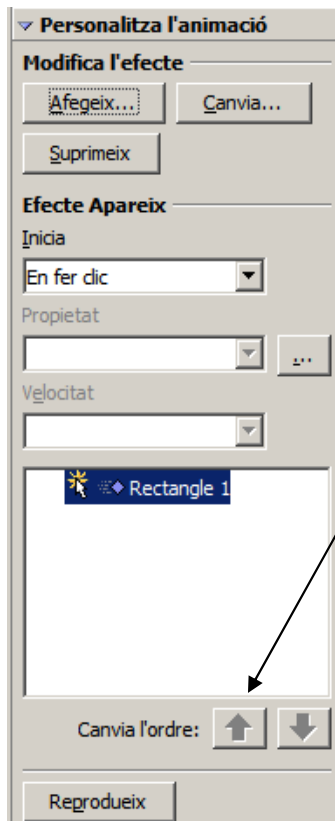 Personalitza l'animació
Modifica l'efecte
Afegeix... Canvia...
Suprimeix
Efecte Apareix
Inicia
En fer clic
Propietat
...
Velocitat
Rectangle 1
Canvia l'ordre:
Reprodueix